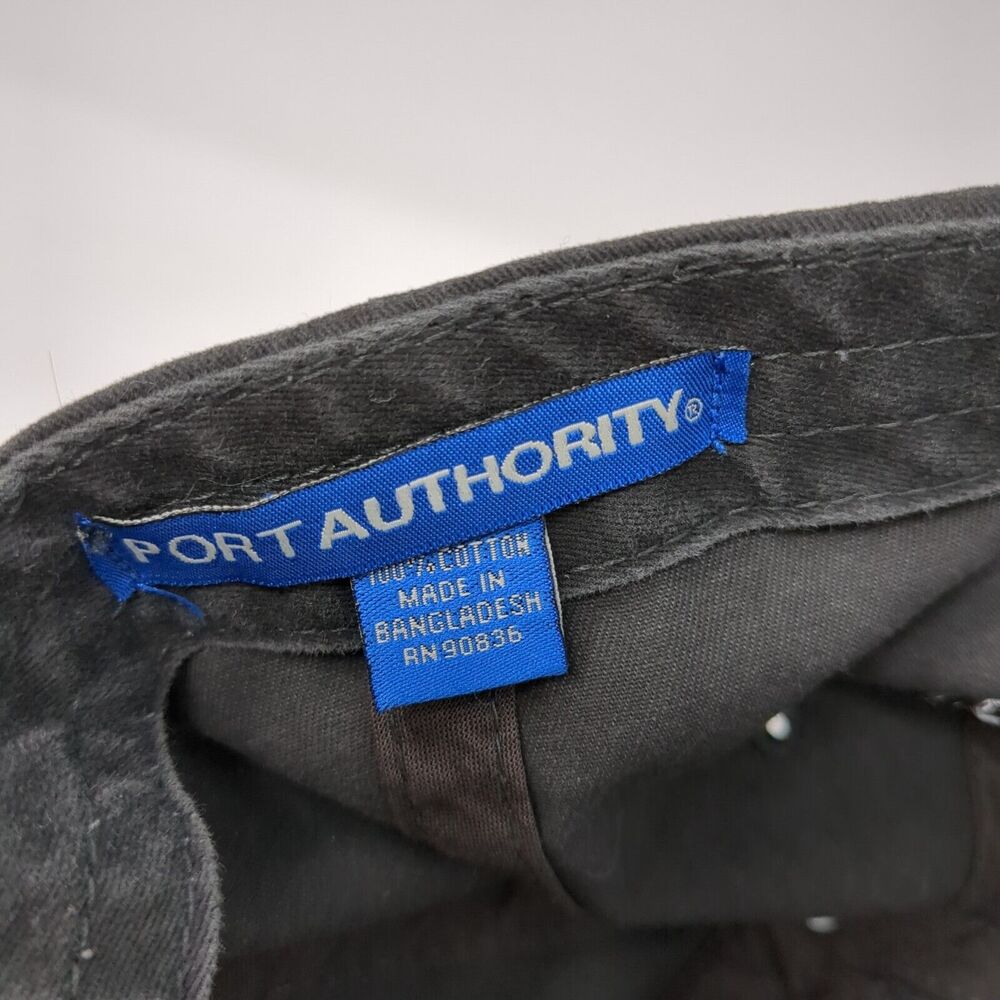 PORT AUTHORITY®
100% COTTON
MADE IN
BANGLADESH
RN 90836